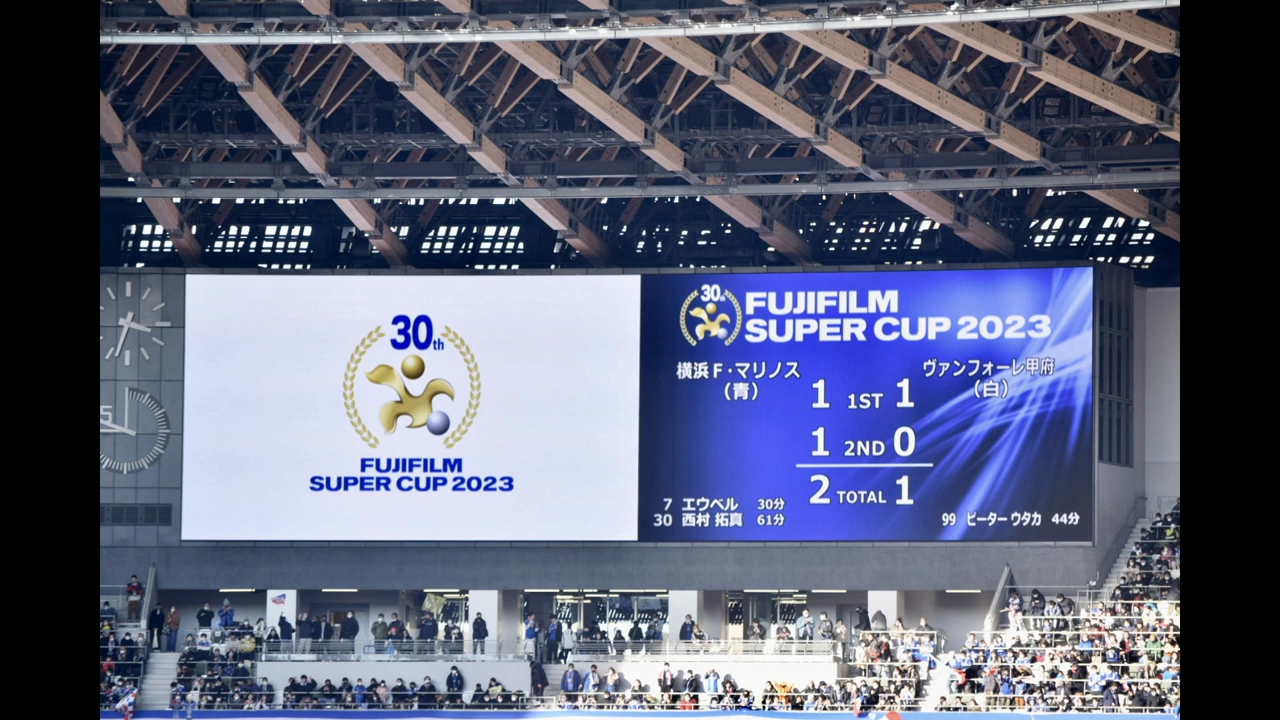 30th
FUJIFILM
SUPER CUP 2023
30th
FUJIFILM
SUPER CUP 2023
横浜F・マリノス
(青)
ヴァンフォーレ甲府
(白)
1 1ST 1
1 2ND 0
2 TOTAL 1
7 エウベル 30分
30 西村 拓真 61分
99 ピーター ウタカ 44分
5